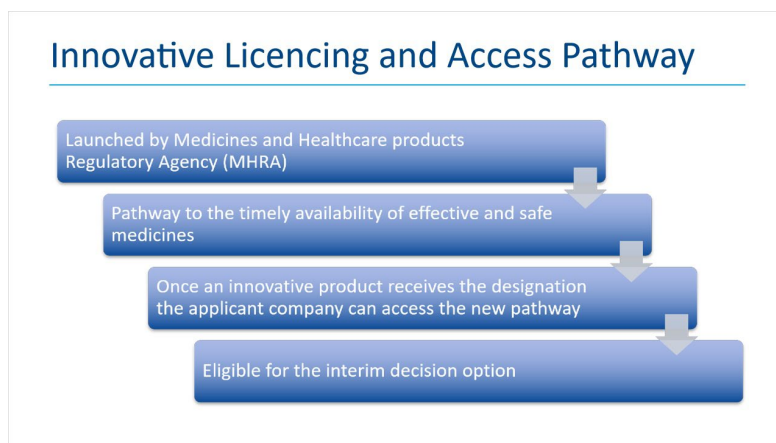 Innovative Licencing and Access Pathway
Launched by Medicines and Healthcare products
Regulatory Agency (MHRA)
Pathway to the timely availability of effective and safe
medicines
Once an innovative product receives the designation
the applicant company can access the new pathway
Eligible for the interim decision option